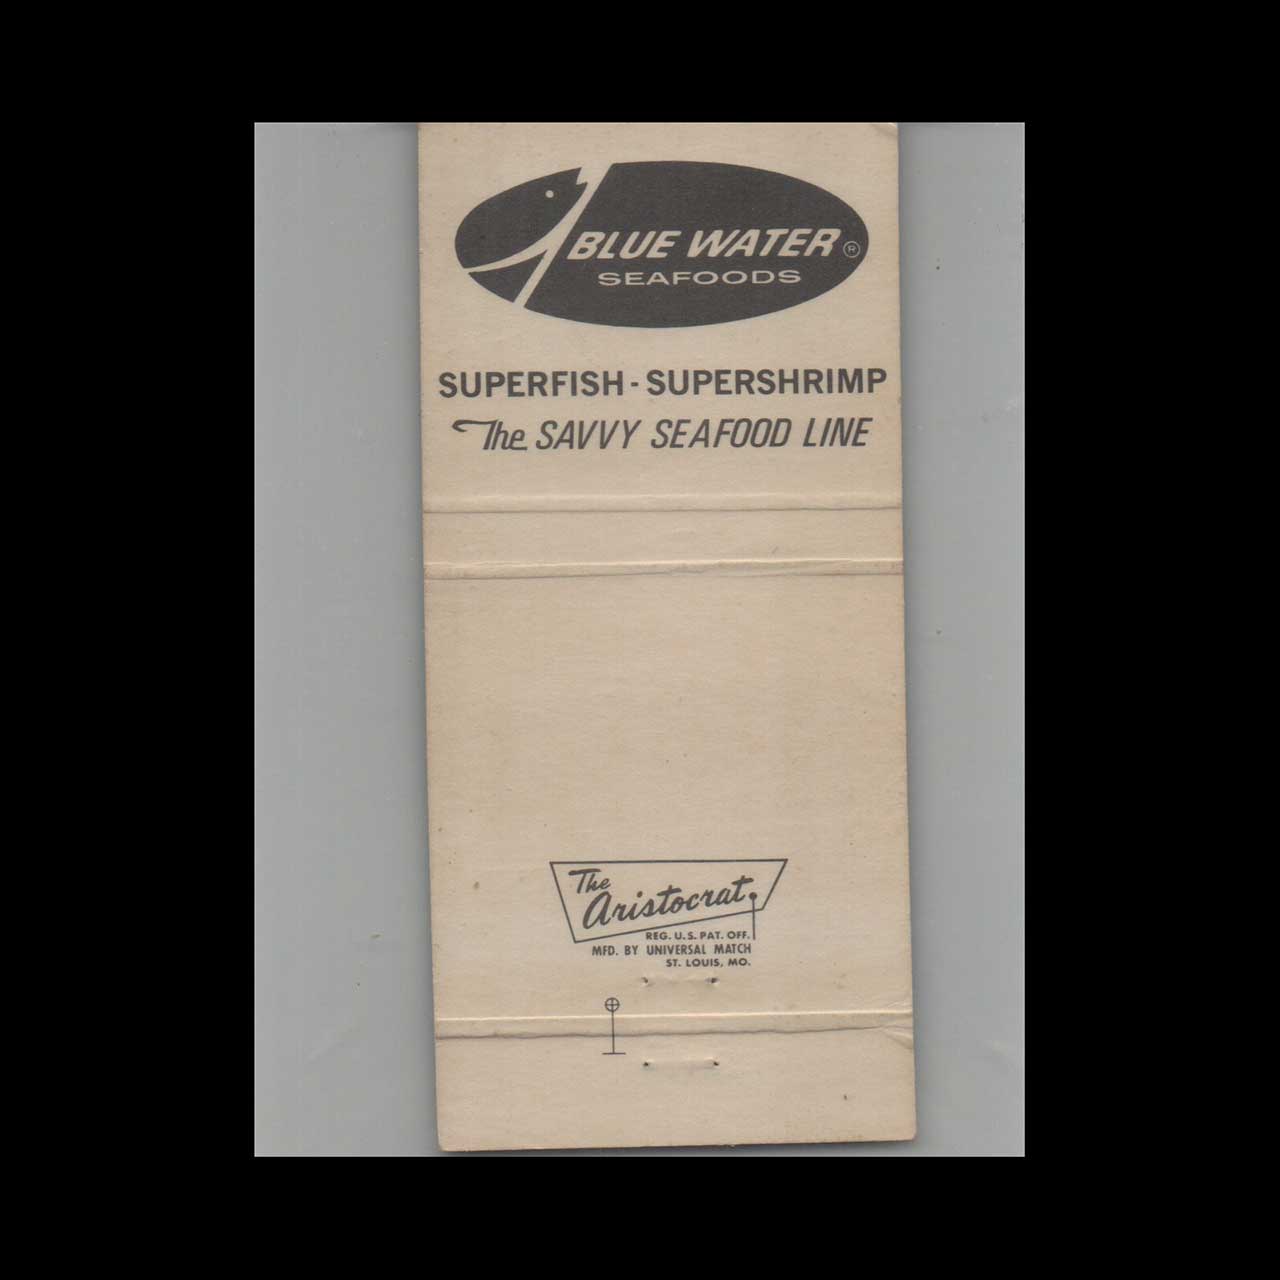 BLUE WATER ®
SEAFOODS
SUPERFISH - SUPERSHRIMP
The SAVVY SEAFOOD LINE
The
Aristocrat
REG. U.S. PAT. OFF.
MFD. BY UNIVERSAL MATCH
ST. LOUIS, MO.